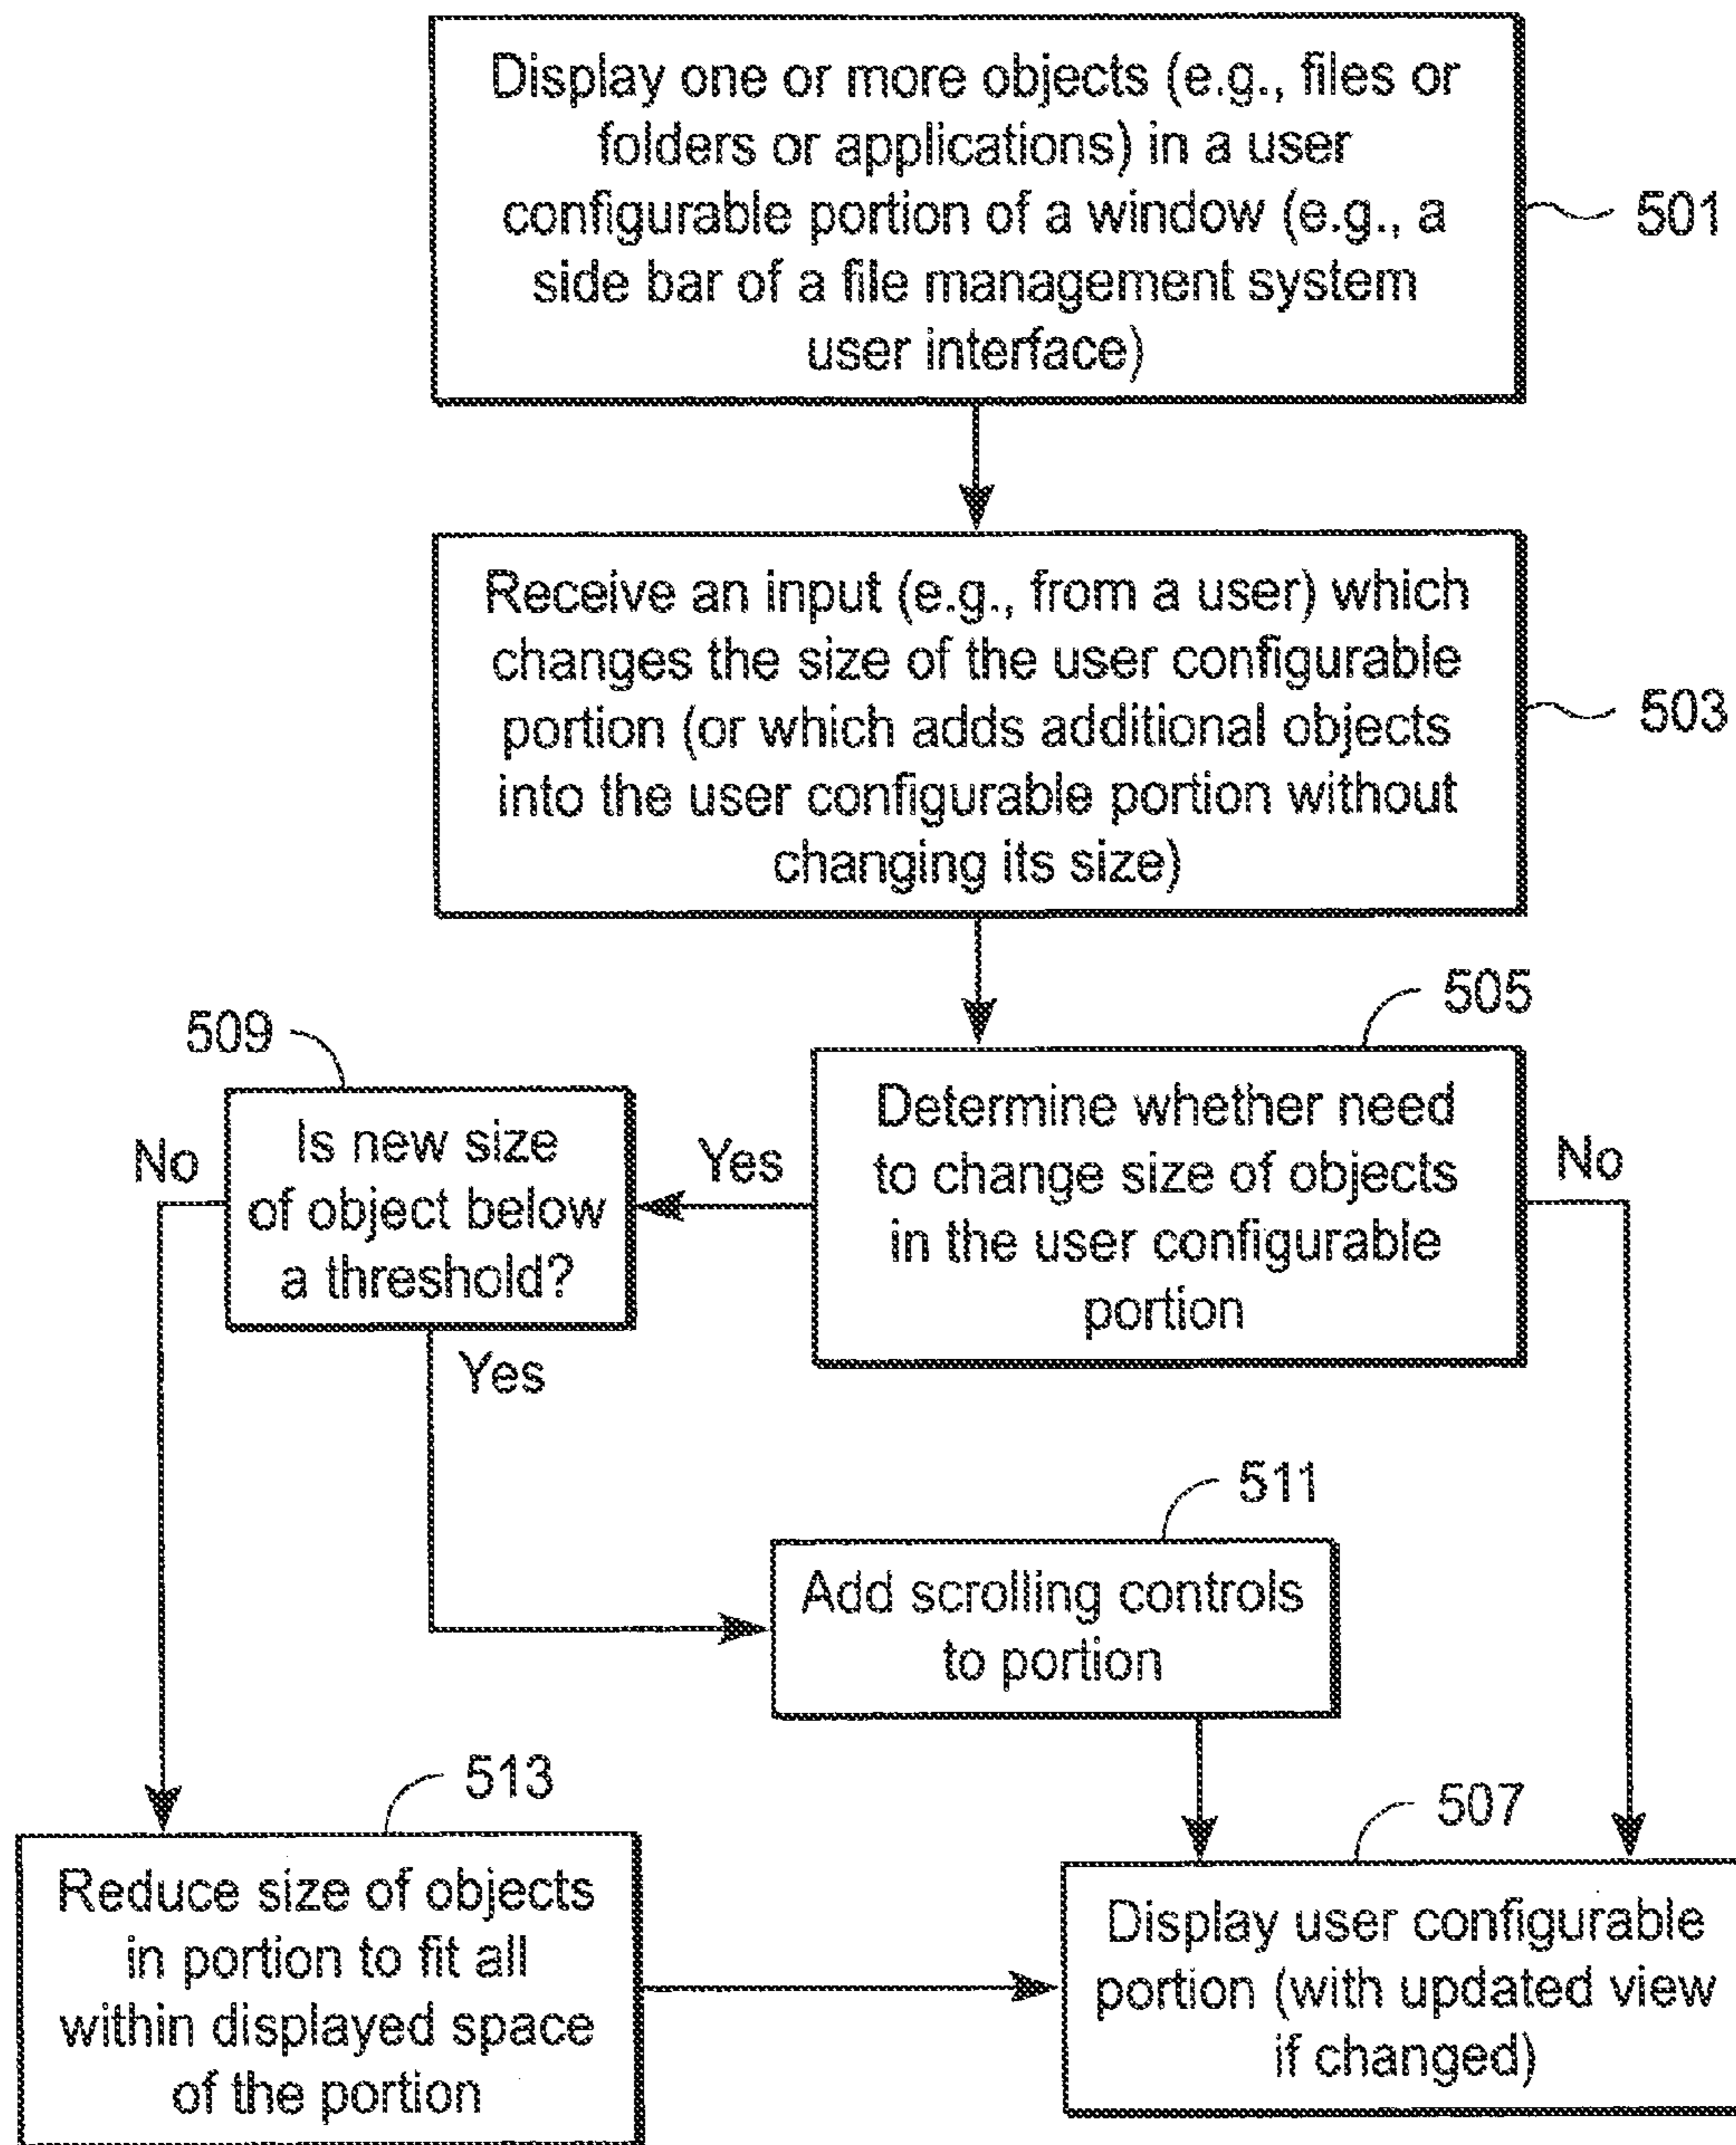 Display one or more objects (e.g., files or
folders or applications) in a user
configurable portion of a window (e.g., a
side bar of a file management system
user interface)
501
Receive an input (e.g., from a user) which
changes the size of the user configurable
portion (or which adds additional objects
into the user configurable portion without
changing its size)
503
505
Determine whether need
to change size of objects
in the user configurable
portion
Yes
No
509
Is new size
of object below
a threshold?
No
Yes
511
Add scrolling controls
to portion
513
Reduce size of objects
in portion to fit all
within displayed space
of the portion
507
Display user configurable
portion (with updated view
if changed)